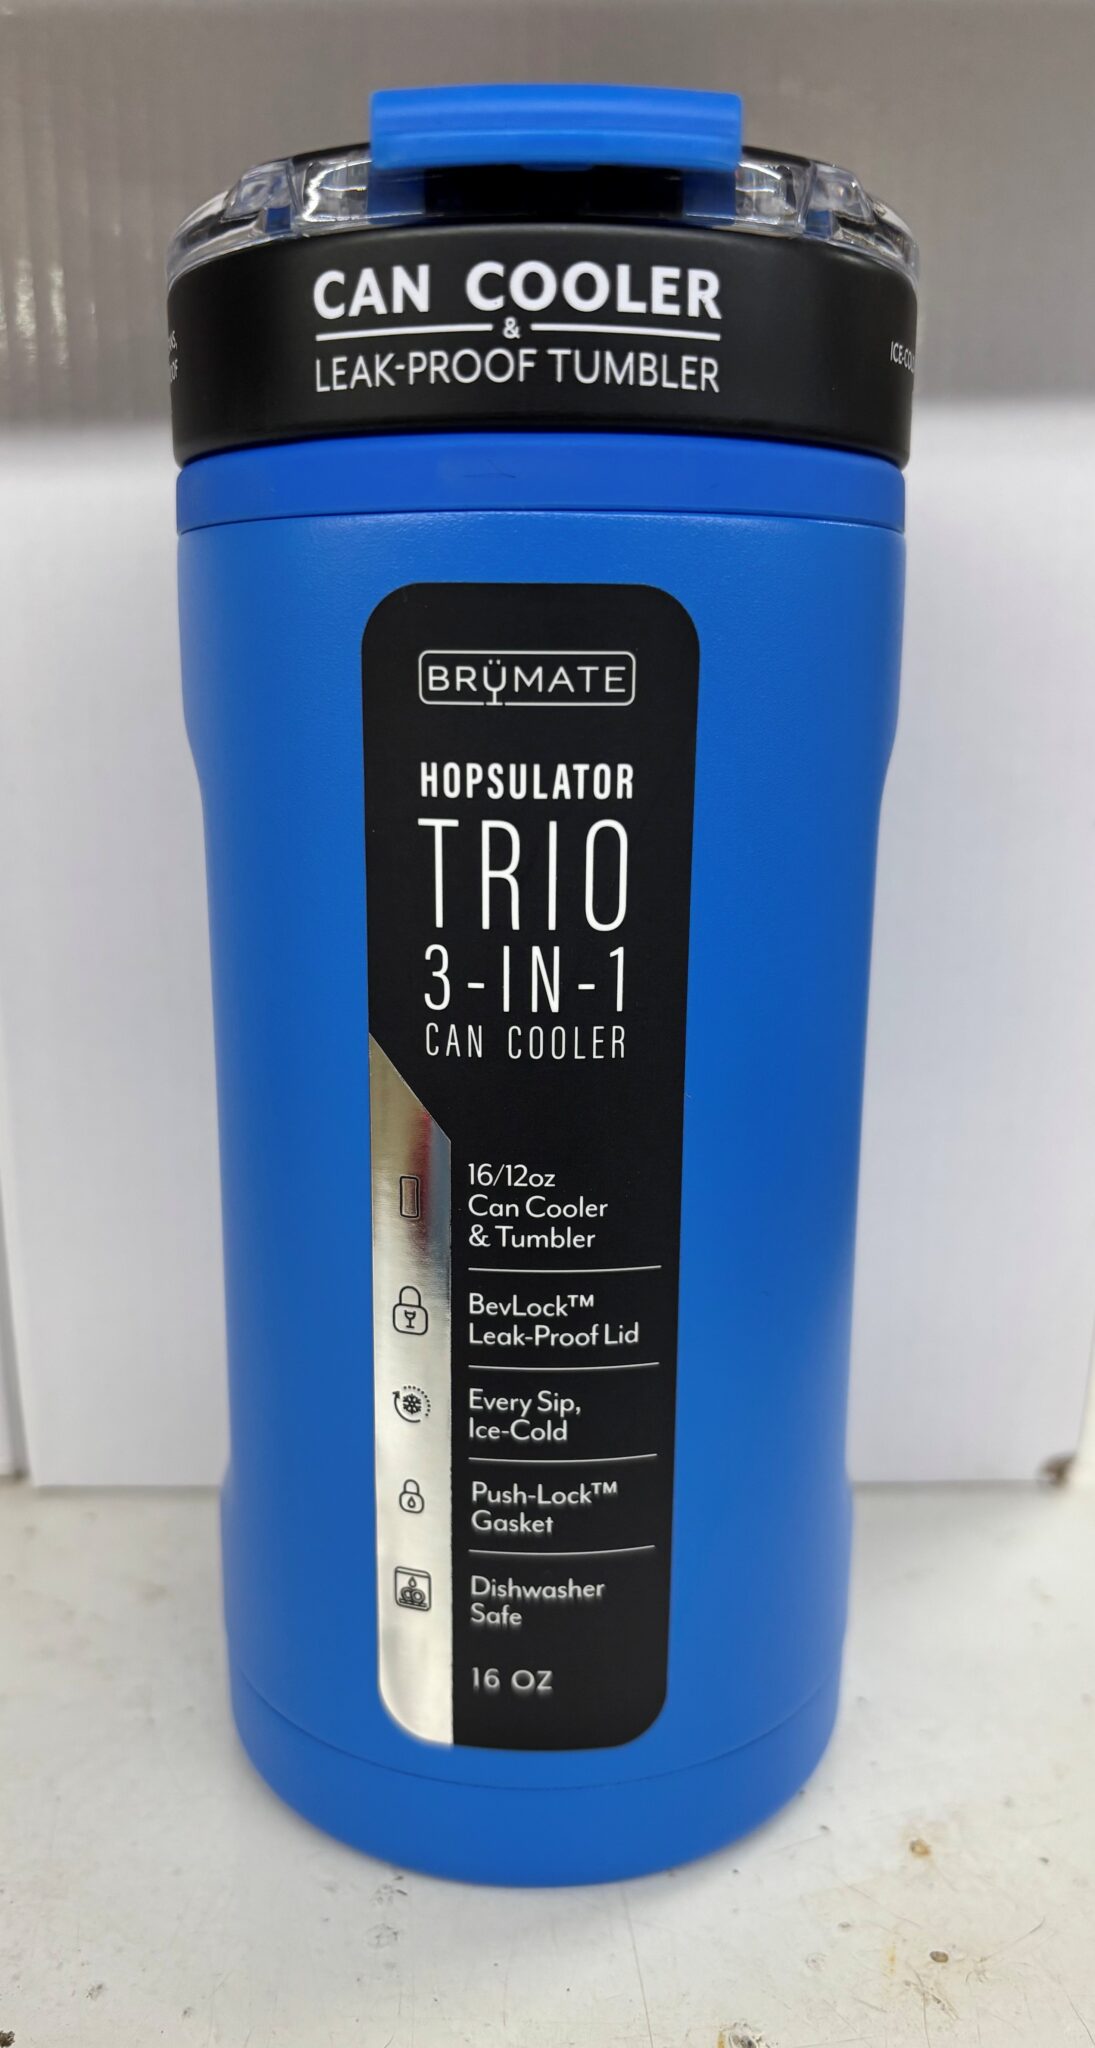 CAN COOLER
&
LEAK-PROOF TUMBLER
BRÜMATE
HOPSULATOR
TRIO
3-IN-1
CAN COOLER
16/12oz
Can Cooler
& Tumbler
BevLock™
Leak-Proof Lid
Every Sip,
Ice-Cold
Push-Lock™
Gasket
Dishwasher
Safe
16 OZ